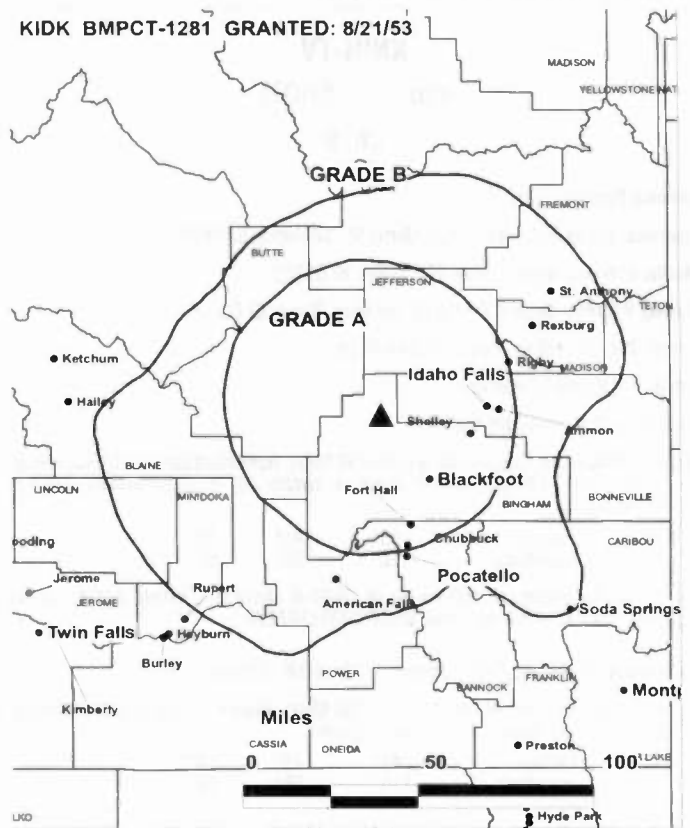 KIDK BMPCT-1281 GRANTED: 8/21/53
MADISON
YELLOWSTONE NAT
GRADE B
FREMONT
BUTTE
JEFFERSON
St. Anthony
TETON
GRADE A
Rexburg
Ketchum
Rigby
MADISON
Idaho Falls
Hailey
Shelley
Ammon
BLAINE
Blackfoot
LINCOLN
MINIDOKA
Fort Hall
BINGHAM
BONNEVILLE
ooding
Chubbuck
CARIBOU
Jerome
Pocatello
JEROME
Rupert
American Falls
Soda Springs
Twin Falls
Heyburn
Burley
POWER
BANNOCK
FRANKLIN
Montp
Kimberly
Miles
CASSIA
ONEIDA
Preston
R LAKE
0 50 100
LKO
Hyde Park